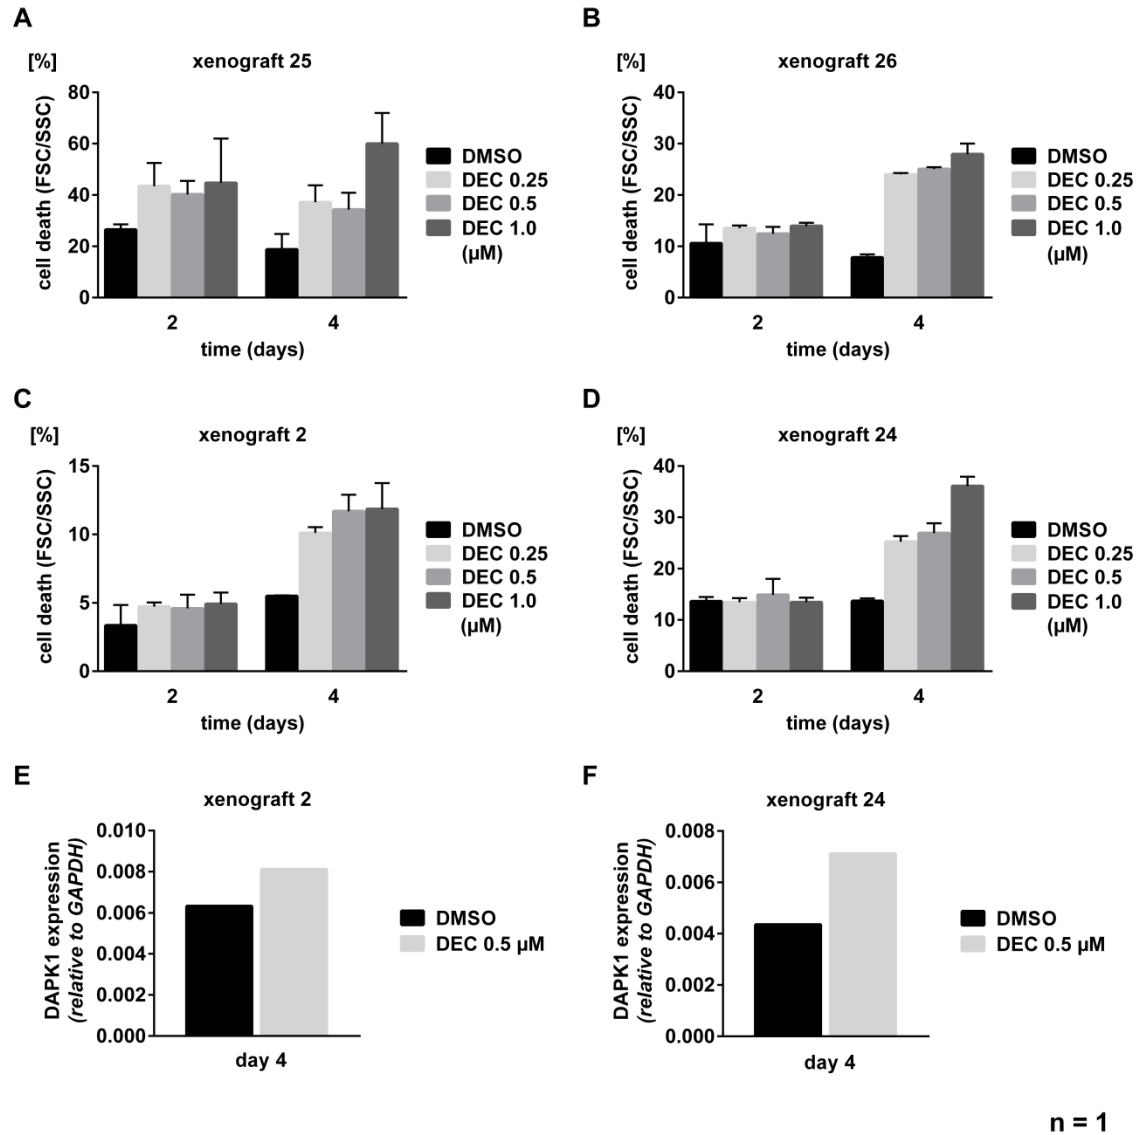 A
xenograft 25
[%]
cell death (FSC/SSC)
80
60
40
20
0
2
4
time (days)
DMSO
DEC 0.25
DEC 0.5
DEC 1.0
(µM)
B
xenograft 26
[%]
cell death (FSC/SSC)
40
30
20
10
0
2
4
time (days)
DMSO
DEC 0.25
DEC 0.5
DEC 1.0
(µM)
C
xenograft 2
[%]
cell death (FSC/SSC)
15
10
5
0
2
4
time (days)
DMSO
DEC 0.25
DEC 0.5
DEC 1.0
(µM)
D
xenograft 24
[%]
cell death (FSC/SSC)
40
30
20
10
0
2
4
time (days)
DMSO
DEC 0.25
DEC 0.5
DEC 1.0
(µM)
E
xenograft 2
DAPK1 expression
(relative to GAPDH)
0.010
0.008
0.006
0.004
0.002
0.000
day 4
DMSO
DEC 0.5 µM
F
xenograft 24
DAPK1 expression
(relative to GAPDH)
0.008
0.006
0.004
0.002
0.000
day 4
DMSO
DEC 0.5 µM
n = 1